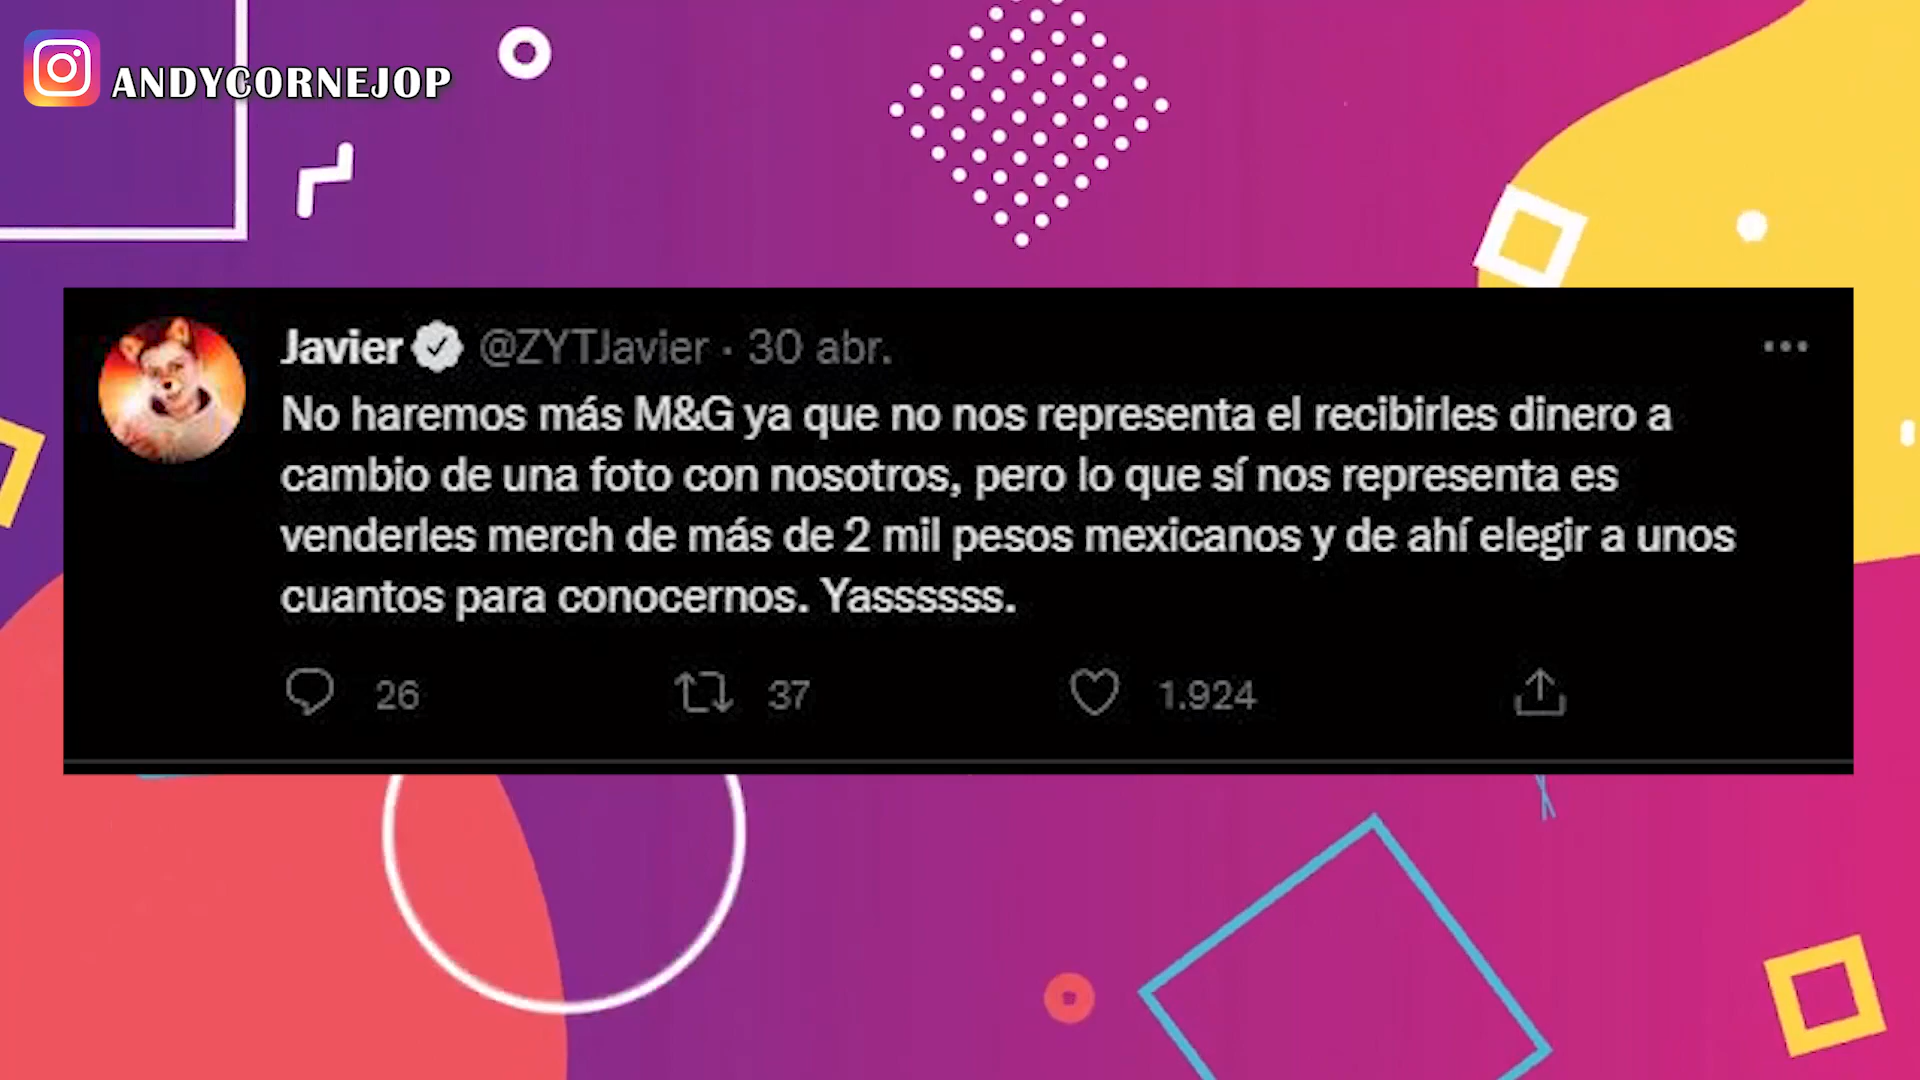 ANDYCORNEJOP
Javier @ZYTJavier · 30 abr.
No haremos más M&G ya que no nos representa el recibirles dinero a
cambio de una foto con nosotros, pero lo que sí nos representa es
venderles merch de más de 2 mil pesos mexicanos y de ahí elegir a unos
cuantos para conocernos. Yassssss.
26 37 1.924